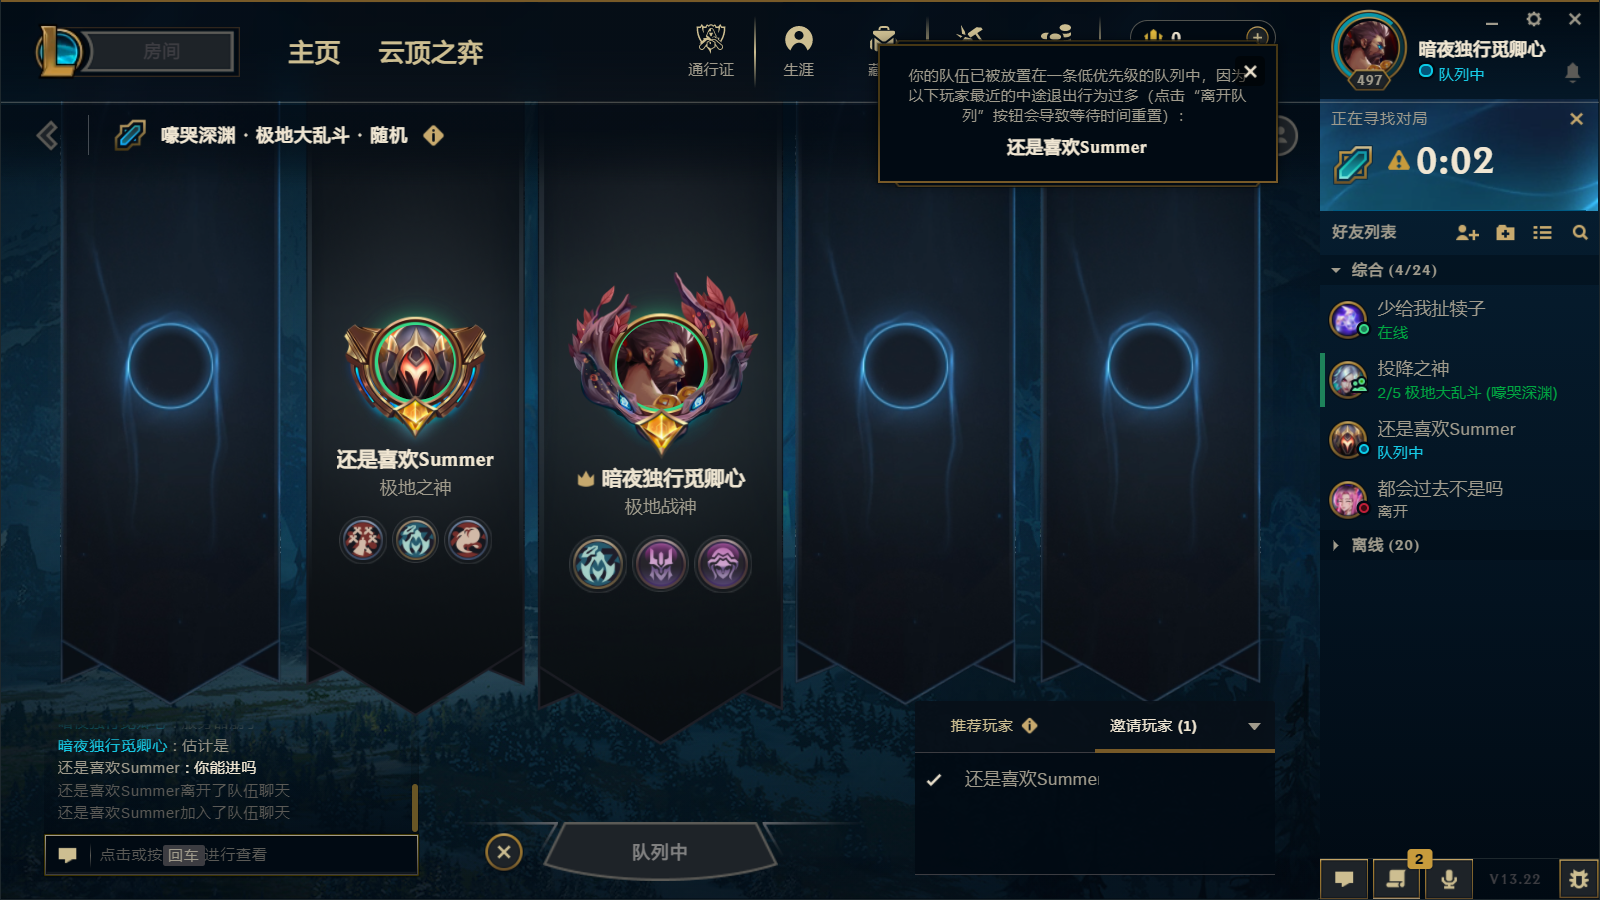 房间
主页
云顶之弈
通行证
生涯
0
你的队伍已被放置在一条低优先级的队列中，因为
以下玩家最近的中途退出行为过多（点击“离开队
列”按钮会导致等待时间重置）：
还是喜欢Summer
497
暗夜独行觅卿心
队列中
嚎哭深渊 · 极地大乱斗 · 随机
正在寻找对局
0:02
好友列表
综合 (4/24)
少给我扯犊子
在线
投降之神
2/5 极地大乱斗 (嚎哭深渊)
还是喜欢Summer
队列中
都会过去不是吗
离开
离线 (20)
还是喜欢Summer
极地之神
暗夜独行觅卿心
极地战神
暗夜独行觅卿心 : 估计是
还是喜欢Summer : 你能进吗
还是喜欢Summer离开了队伍聊天
还是喜欢Summer加入了队伍聊天
点击或按 回车 进行查看
队列中
推荐玩家
邀请玩家 (1)
还是喜欢Summer
2
V13.22